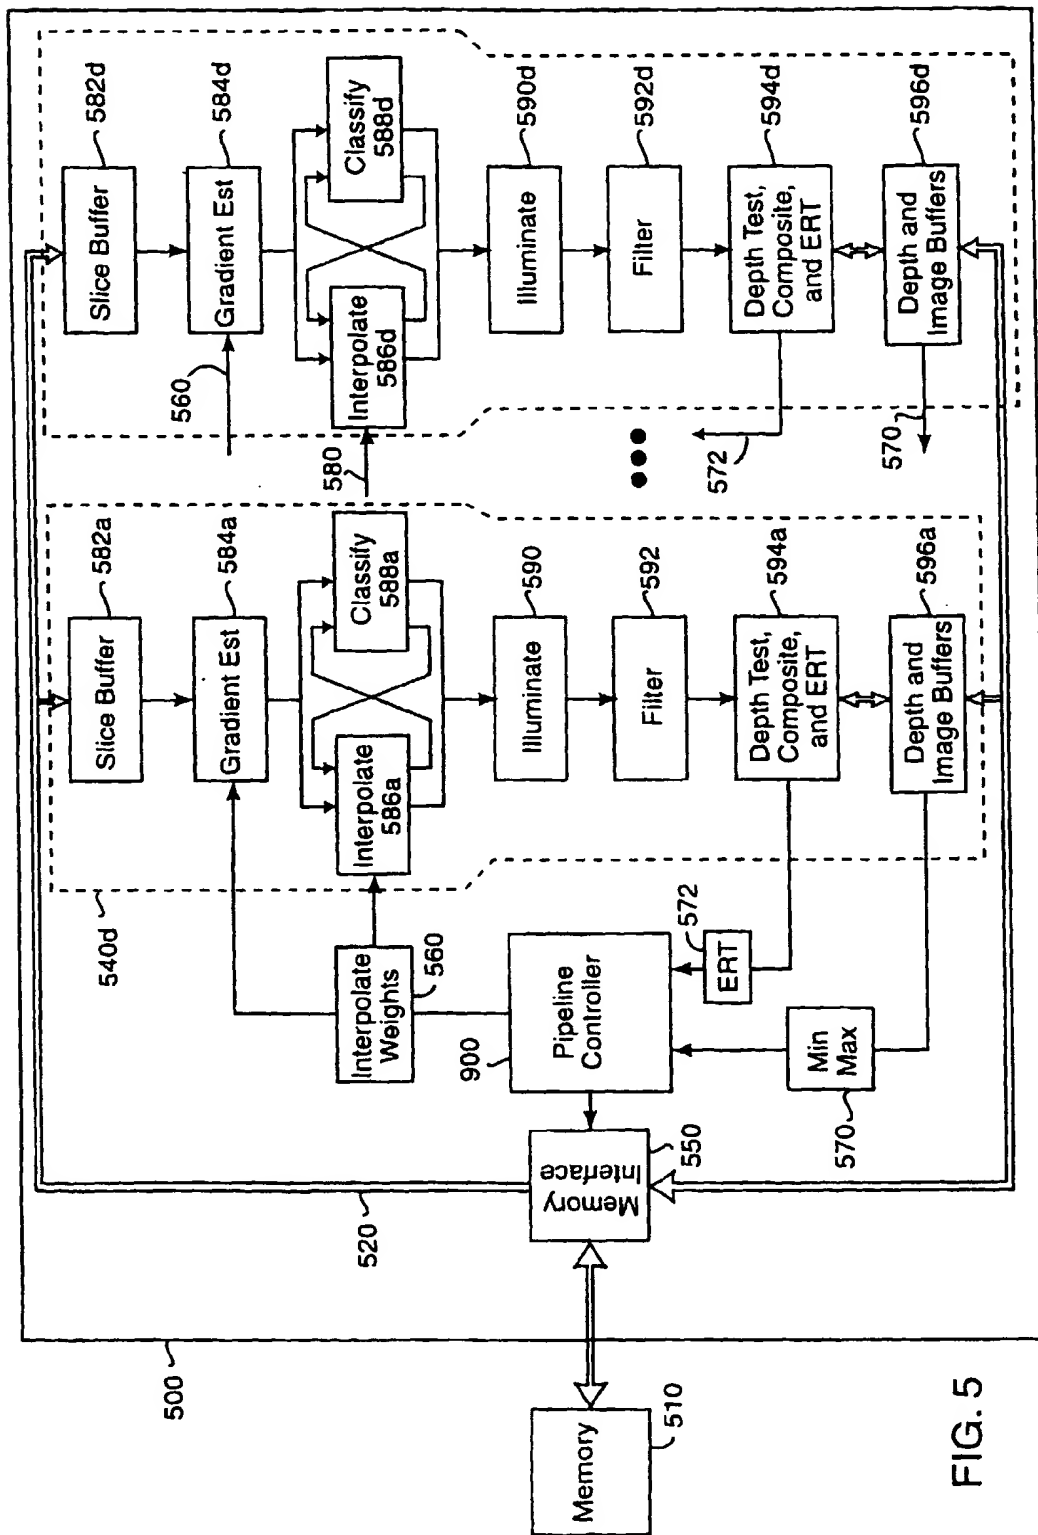 500
520
540d
582a
Slice Buffer
584a
Gradient Est
Interpolate
586a
Classify
588a
590
Illuminate
592
Filter
594a
Depth Test,
Composite,
and ERT
596a
Depth and
Image Buffers
582d
Slice Buffer
560
584d
Gradient Est
580
Interpolate
586d
Classify
588d
590d
Illuminate
592d
Filter
572
594d
Depth Test,
Composite,
and ERT
570
596d
Depth and
Image Buffers
Interpolate
Weights
560
900
Pipeline
Controller
572
ERT
Min
Max
570
Memory
Interface
550
Memory
510
FIG. 5